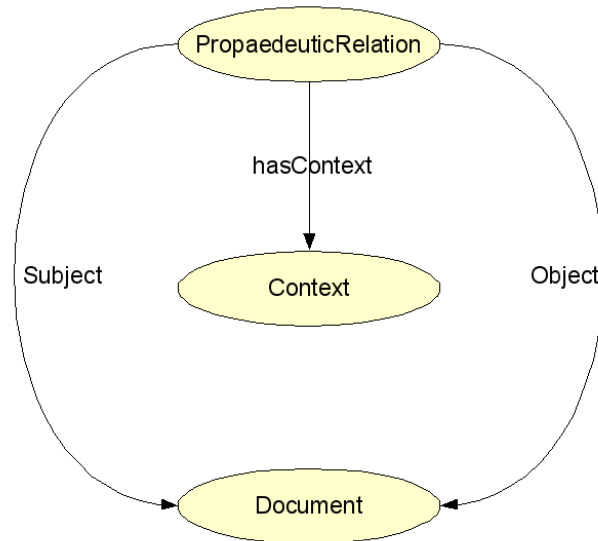 PropaedeuticRelation
hasContext
Subject
Context
Object
Document